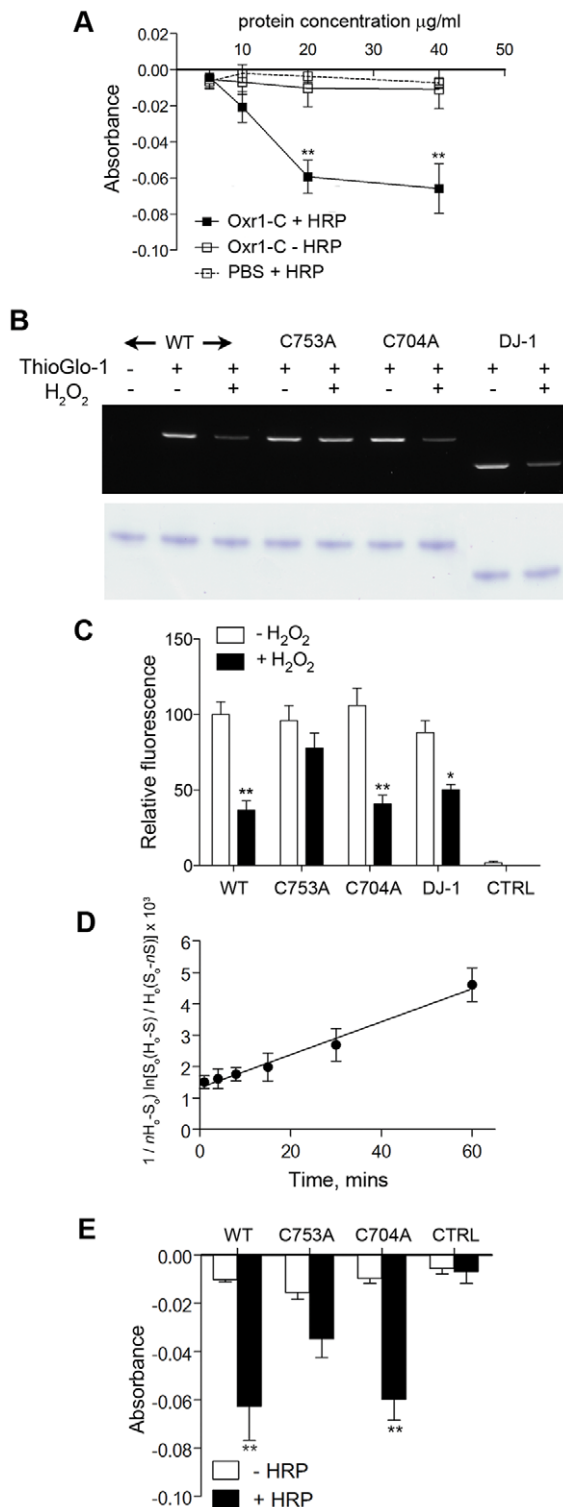 A
protein concentration μg/ml
10 20 30 40 50
0.02
0.00
-0.02
-0.04
-0.06
-0.08
-0.10
Absorbance
** **
Oxr1-C + HRP
Oxr1-C - HRP
PBS + HRP
B
WT C753A C704A DJ-1
ThioGlo-1 - + + + + + + + +
H₂O₂ - - + - + - + - +
C
- H₂O₂
+ H₂O₂
150
100
50
0
Relative fluorescence
** ** *
WT C753A C704A DJ-1 CTRL
D
6
5
4
3
2
1
0
1 / nHₒ-Sₒ) ln[Sₒ(Hₒ-S) / Hₒ(Sₒ-nS)] x 10³
0 20 40 60
Time, mins
E
WT C753A C704A CTRL
0.00
-0.02
-0.04
-0.06
-0.08
-0.10
Absorbance
** **
- HRP
+ HRP